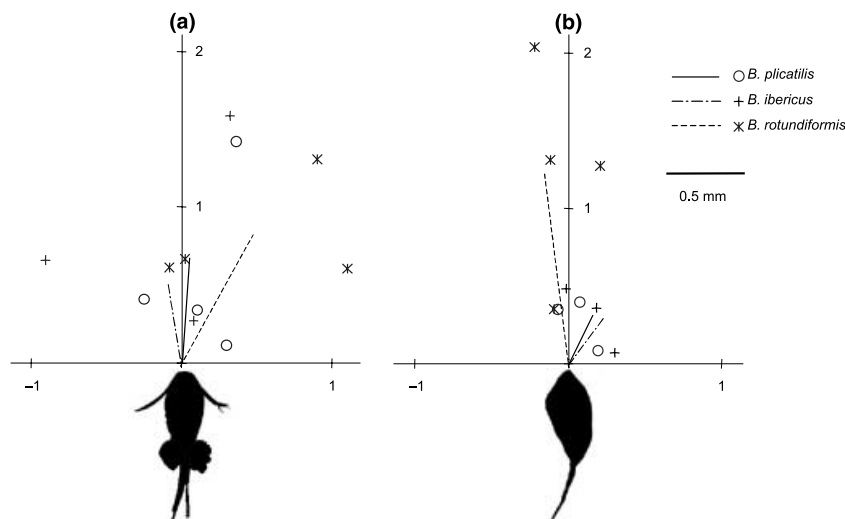 (a)
(b)
2
2
B. plicatilis
B. ibericus
B. rotundiformis
0.5 mm
1
1
–1
1
–1
1